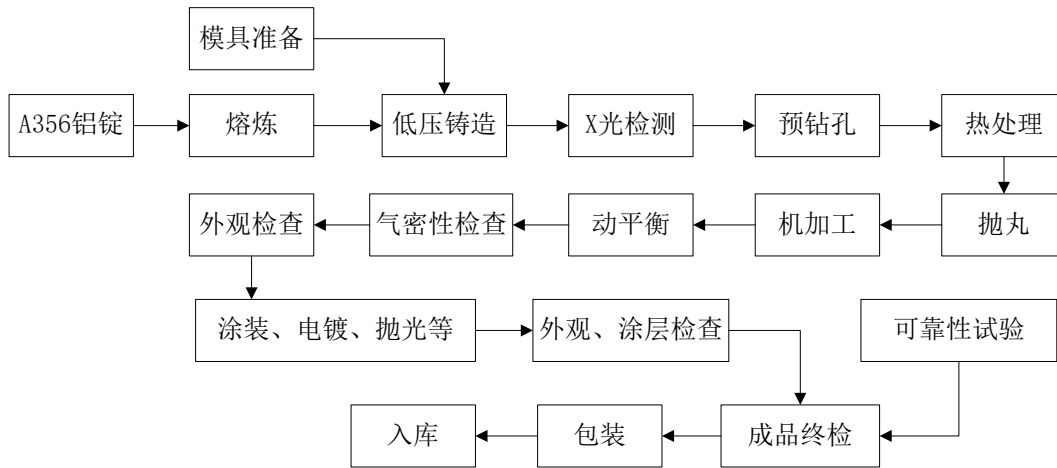 模具准备
A356铝锭
熔炼
低压铸造
X光检测
预钻孔
热处理
外观检查
气密性检查
动平衡
机加工
抛丸
涂装、电镀、抛光等
外观、涂层检查
可靠性试验
入库
包装
成品终检